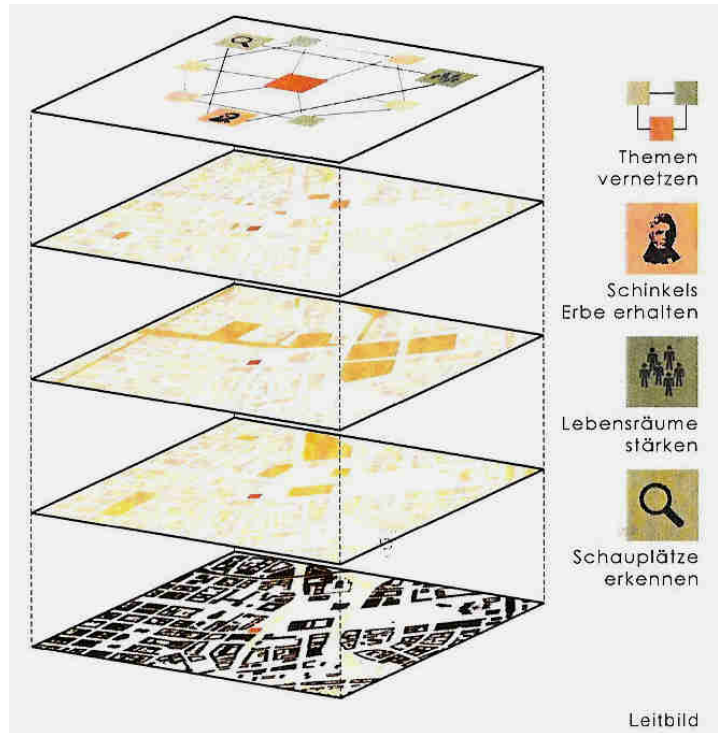 Themen
vernetzen
Schinkels
Erbe erhalten
Lebensräume
stärken
Schauplätze
erkennen
Leitbild